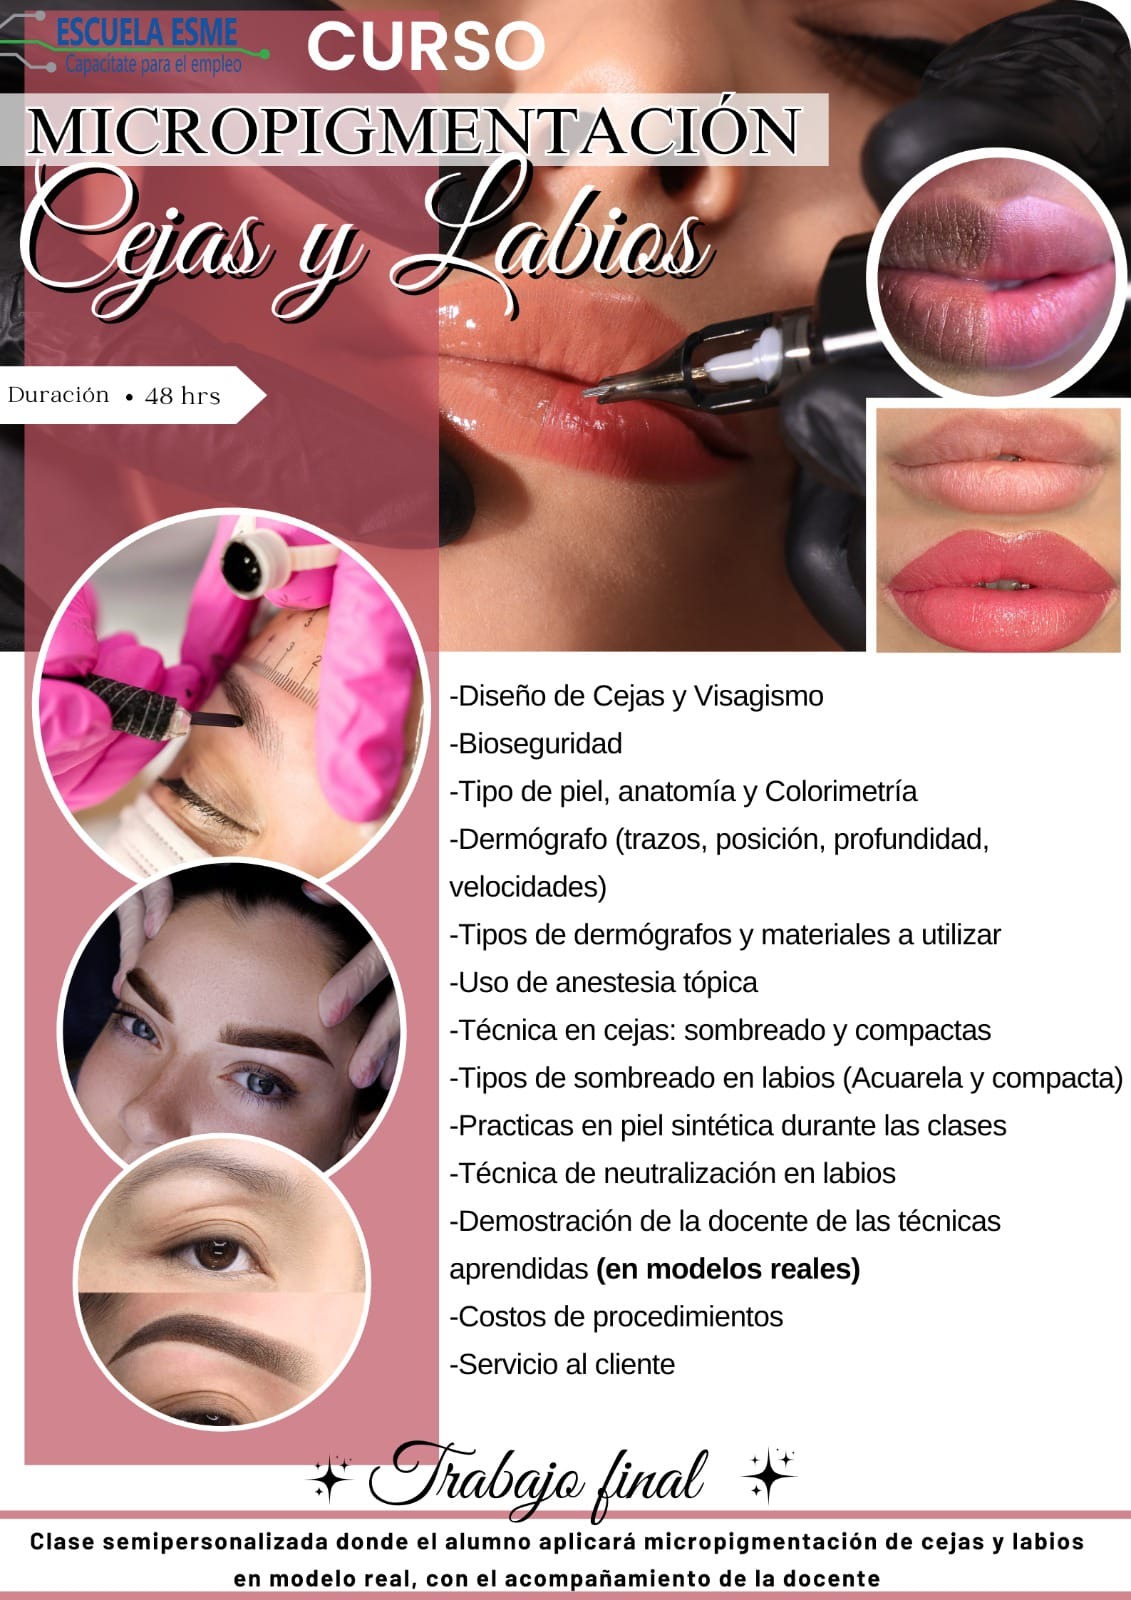 ESCUELA ESME
Capacítate para el empleo
CURSO
MICROPIGMENTACIÓN
Cejas y Labios
Duración • 48 hrs
-Diseño de Cejas y Visagismo
-Bioseguridad
-Tipo de piel, anatomía y Colorimetría
-Dermógrafo (trazos, posición, profundidad,
velocidades)
-Tipos de dermógrafos y materiales a utilizar
-Uso de anestesia tópica
-Técnica en cejas: sombreado y compactas
-Tipos de sombreado en labios (Acuarela y compacta)
-Practicas en piel sintética durante las clases
-Técnica de neutralización en labios
-Demostración de la docente de las técnicas
aprendidas (en modelos reales)
-Costos de procedimientos
-Servicio al cliente
Trabajo final
Clase semipersonalizada donde el alumno aplicará micropigmentación de cejas y labios
en modelo real, con el acompañamiento de la docente